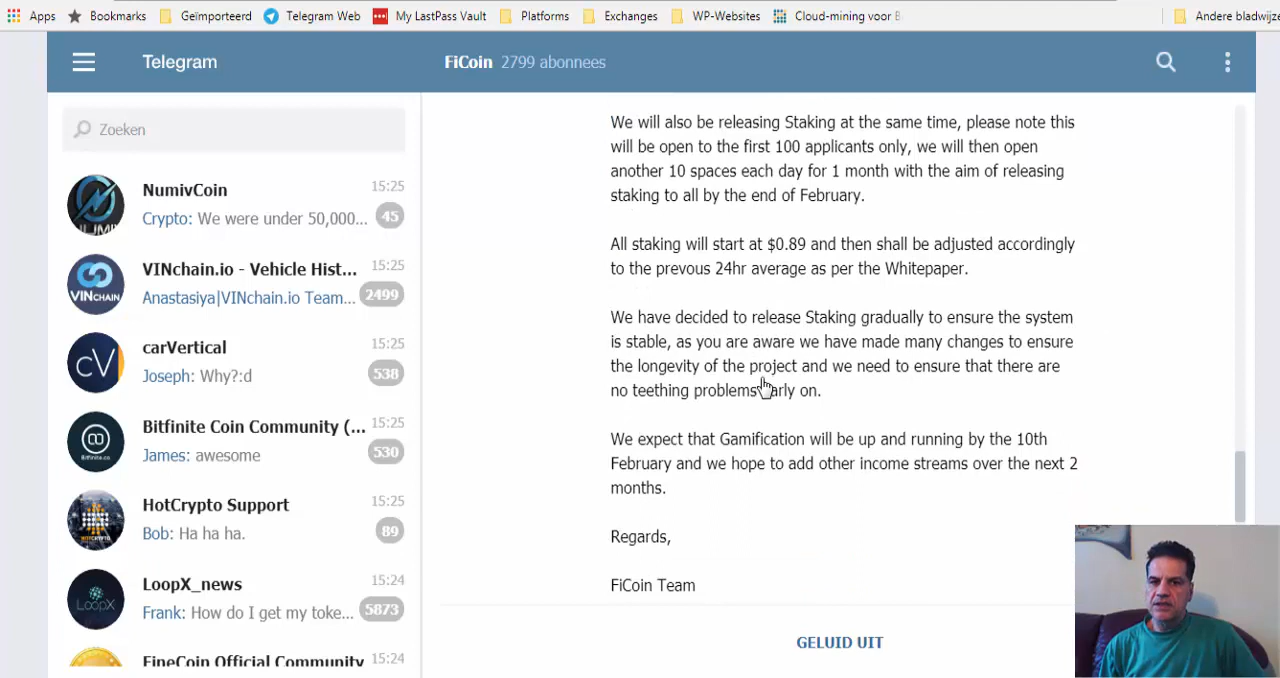 Apps
Bookmarks
Geïmporteerd
Telegram Web
My LastPass Vault
Platforms
Exchanges
WP-Websites
Cloud-mining voor B
Andere bladwijze
Telegram
FiCoin 2799 abonnees
Zoeken
NumivCoin 15:25
Crypto: We were under 50,000... 45
VINchain.io - Vehicle Hist... 15:25
Anastasiya|VINchain.io Team... 2499
carVertical 15:25
Joseph: Why?:d 538
Bitfinite Coin Community (... 15:25
James: awesome 530
HotCrypto Support 15:25
Bob: Ha ha ha. 89
LoopX_news 15:24
Frank: How do I get my toke... 5873
FineCoin Official Community 15:24
We will also be releasing Staking at the same time, please note this
will be open to the first 100 applicants only, we will then open
another 10 spaces each day for 1 month with the aim of releasing
staking to all by the end of February.
All staking will start at $0.89 and then shall be adjusted accordingly
to the prevous 24hr average as per the Whitepaper.
We have decided to release Staking gradually to ensure the system
is stable, as you are aware we have made many changes to ensure
the longevity of the project and we need to ensure that there are
no teething problems early on.
We expect that Gamification will be up and running by the 10th
February and we hope to add other income streams over the next 2
months.
Regards,
FiCoin Team
GELUID UIT